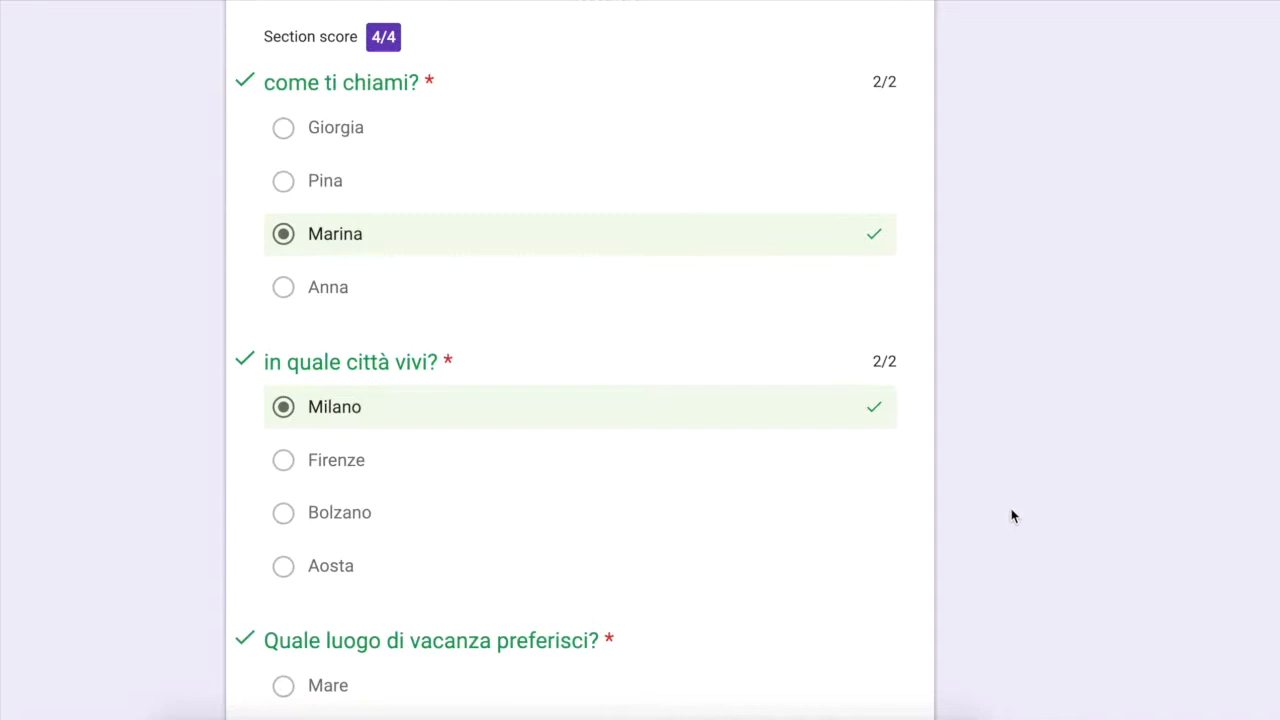 Section score 4/4
come ti chiami? * 2/2
Giorgia
Pina
Marina
Anna
in quale città vivi? * 2/2
Milano
Firenze
Bolzano
Aosta
Quale luogo di vacanza preferisci? *
Mare